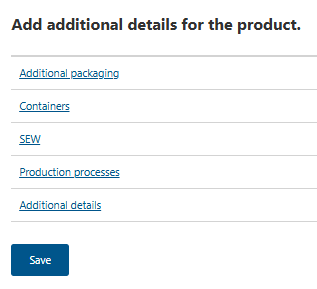 Add additional details for the product.
Additional packaging
Containers
SEW
Production processes
Additional details
Save